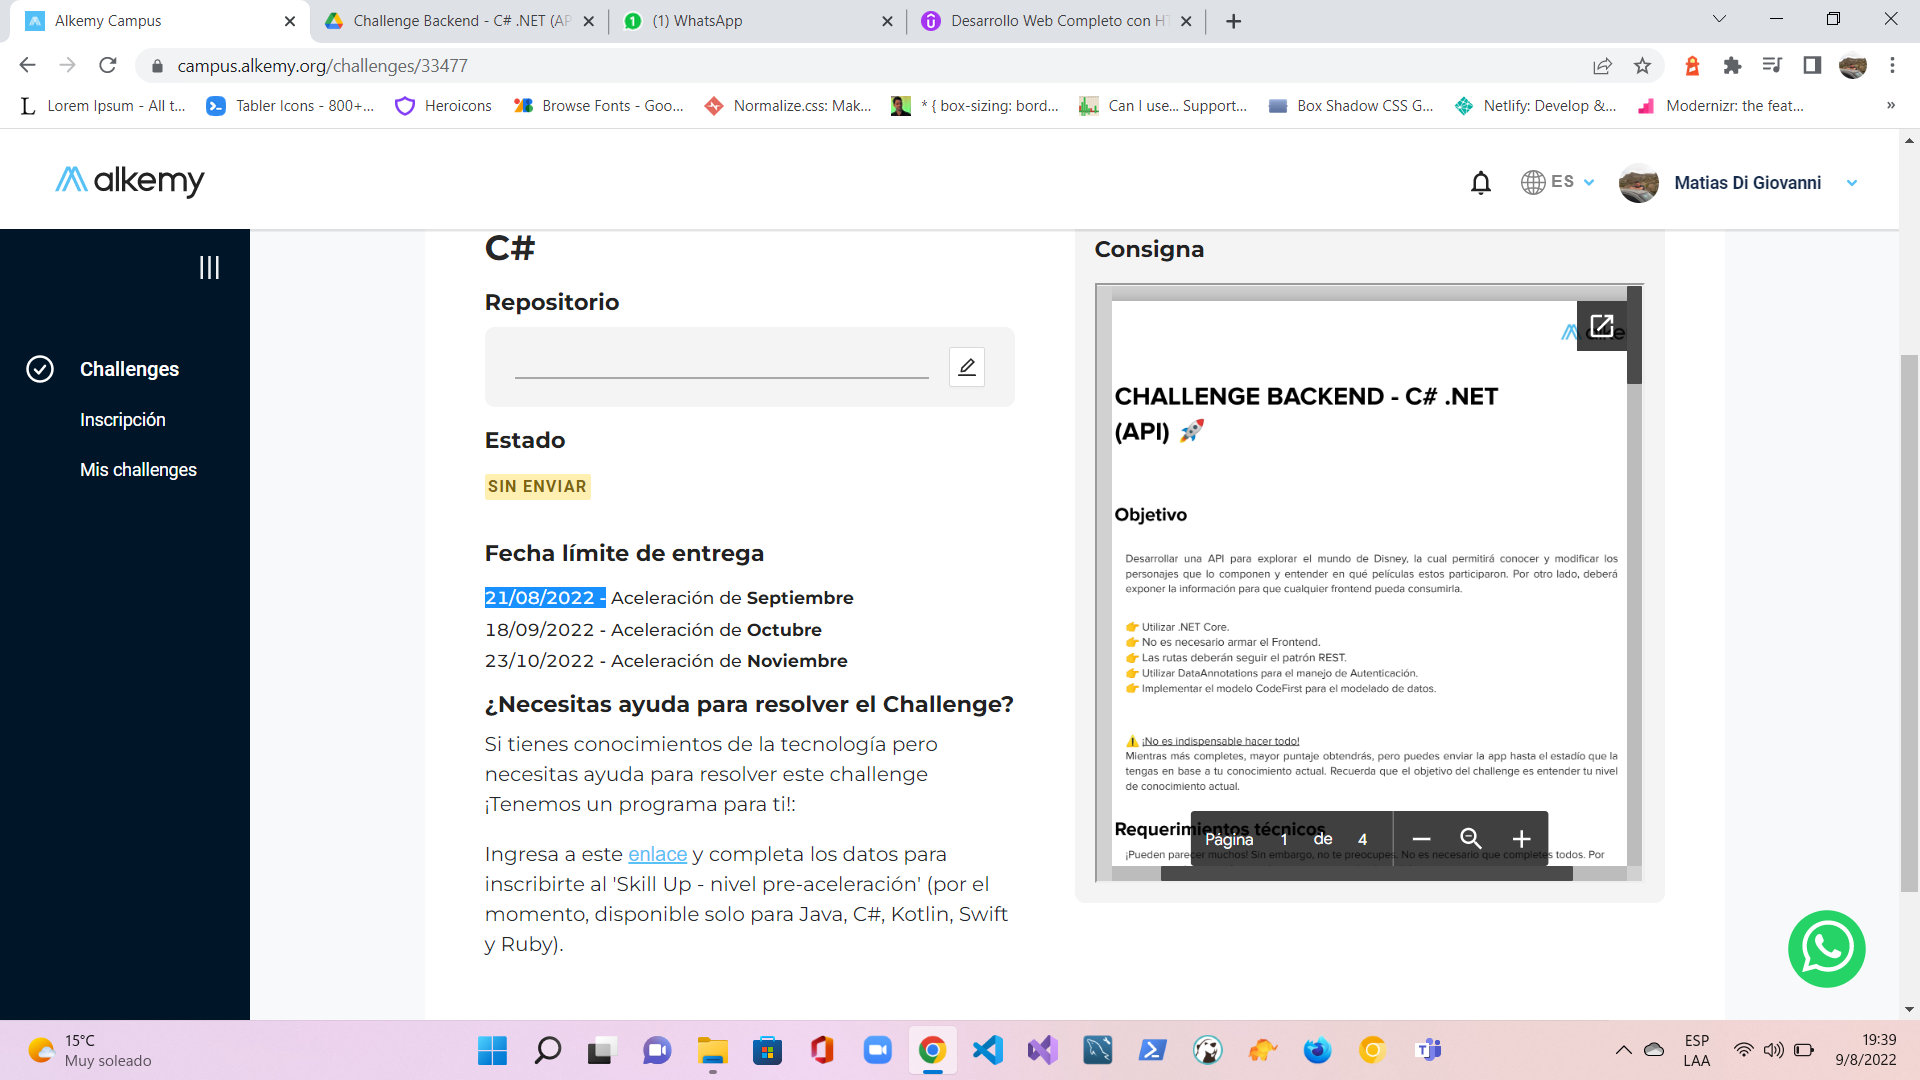 Alkemy Campus
Challenge Backend - C# .NET (AP
(1) WhatsApp
Desarrollo Web Completo con HT
campus.alkemy.org/challenges/33477
Lorem Ipsum - All t...
Tabler Icons - 800+...
Heroicons
Browse Fonts - Goo...
Normalize.css: Mak...
* { box-sizing: bord...
Can I use... Support...
Box Shadow CSS G...
Netlify: Develop &...
Modernizr: the feat...
»
alkemy
ES
Matias Di Giovanni
Challenges
Inscripción
Mis challenges
C#
Repositorio
Estado
SIN ENVIAR
Fecha límite de entrega
21/08/2022 - Aceleración de Septiembre
18/09/2022 - Aceleración de Octubre
23/10/2022 - Aceleración de Noviembre
¿Necesitas ayuda para resolver el Challenge?
Si tienes conocimientos de la tecnología pero
necesitas ayuda para resolver este challenge
¡Tenemos un programa para ti!:
Ingresa a este enlace y completa los datos para
inscribirte al 'Skill Up - nivel pre-aceleración' (por el
momento, disponible solo para Java, C#, Kotlin, Swift
y Ruby).
Consigna
alke
CHALLENGE BACKEND - C# .NET
(API) 🚀
Objetivo
Desarrollar una API para explorar el mundo de Disney, la cual permitirá conocer y modificar los
personajes que lo componen y entender en qué películas estos participaron. Por otro lado, deberá
exponer la información para que cualquier frontend pueda consumirla.
👉 Utilizar .NET Core.
👉 No es necesario armar el Frontend.
👉 Las rutas deberán seguir el patrón REST.
👉 Utilizar DataAnnotations para el manejo de Autenticación.
👉 Implementar el modelo CodeFirst para el modelado de datos.
⚠️ ¡No es indispensable hacer todo!
Mientras más completes, mayor puntaje obtendrás, pero puedes enviar la app hasta el estadío que la
tengas en base a tu conocimiento actual. Recuerda que el objetivo del challenge es entender tu nivel
de conocimiento actual.
Requerimientos técnicos
Página 1 de 4
¡Pueden parecer muchos! Sin embargo, no te preocupes. No es necesario que completes todos. Por
15°C
Muy soleado
ESP
LAA
19:39
9/8/2022